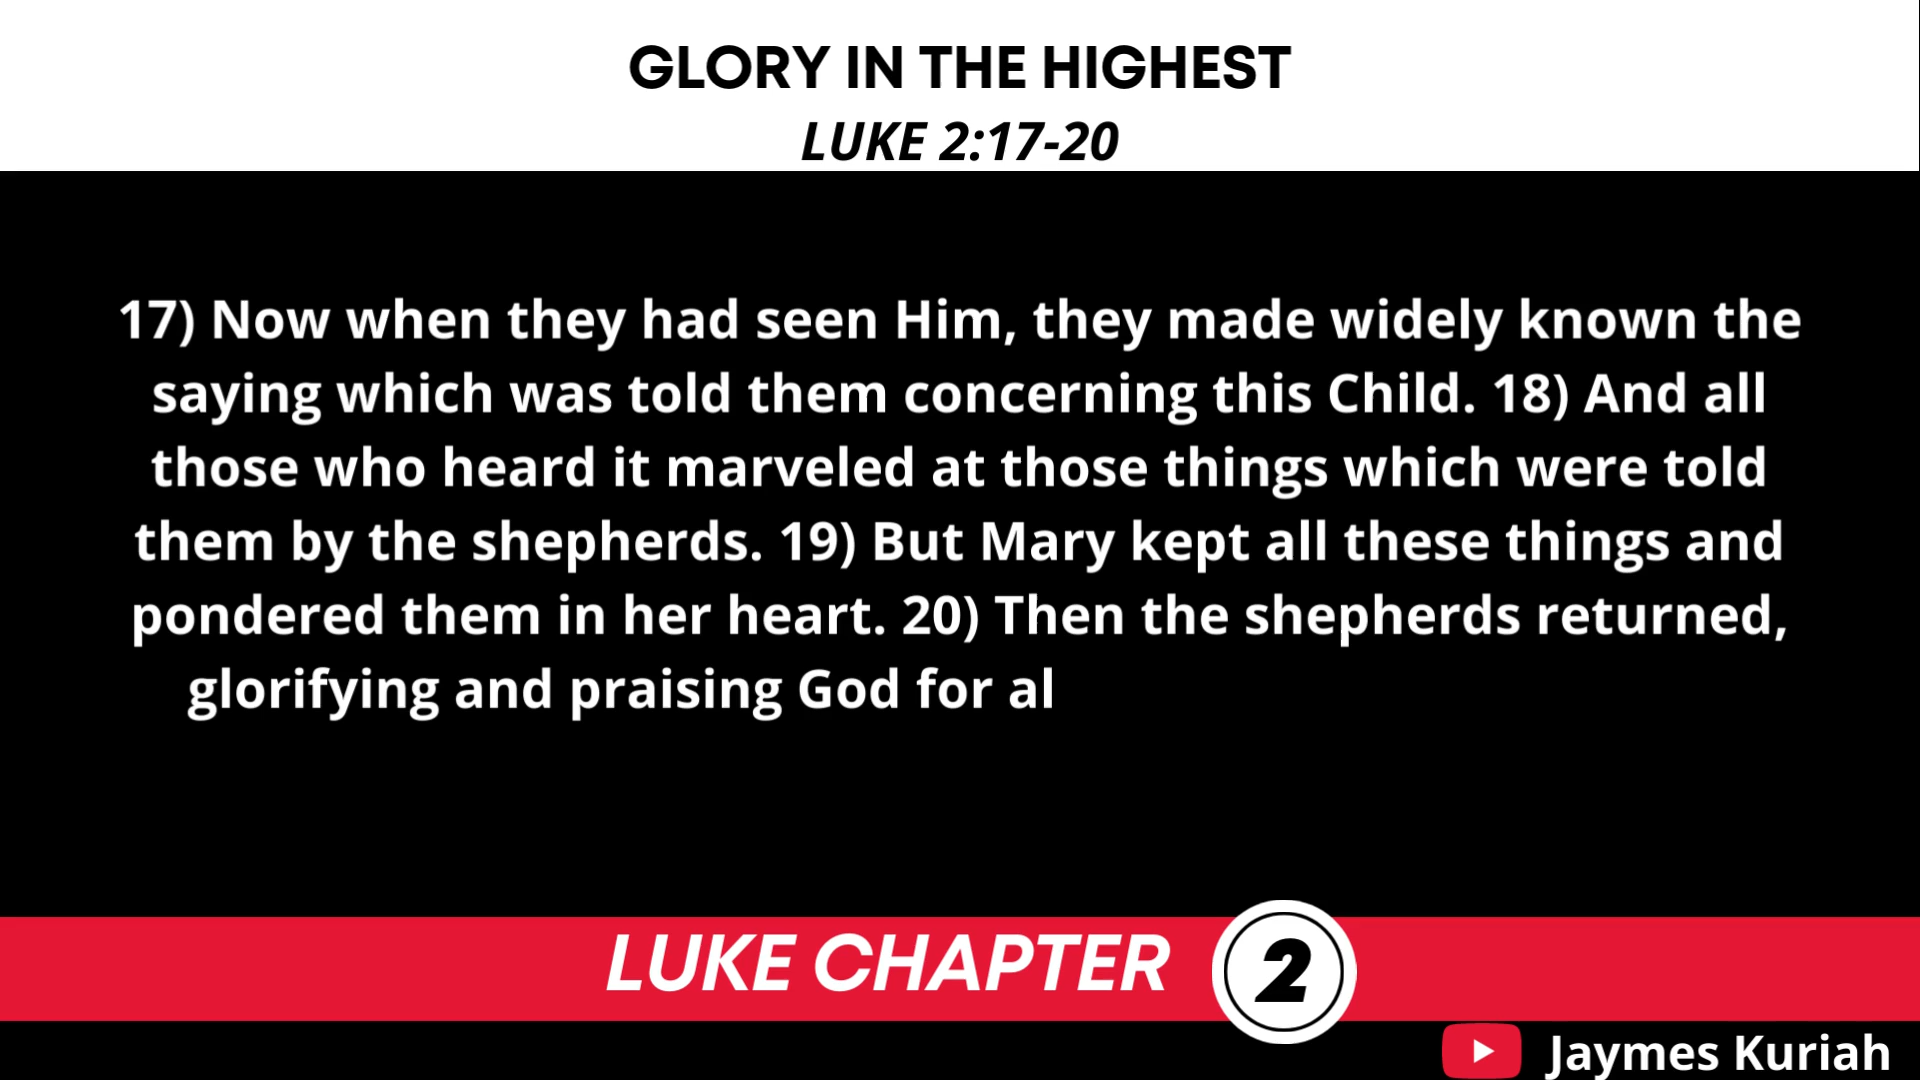 GLORY IN THE HIGHEST
LUKE 2:17-20
17) Now when they had seen Him, they made widely known the
saying which was told them concerning this Child. 18) And all
those who heard it marveled at those things which were told
them by the shepherds. 19) But Mary kept all these things and
pondered them in her heart. 20) Then the shepherds returned,
glorifying and praising God for al
LUKE CHAPTER 2
Jaymes Kuriah